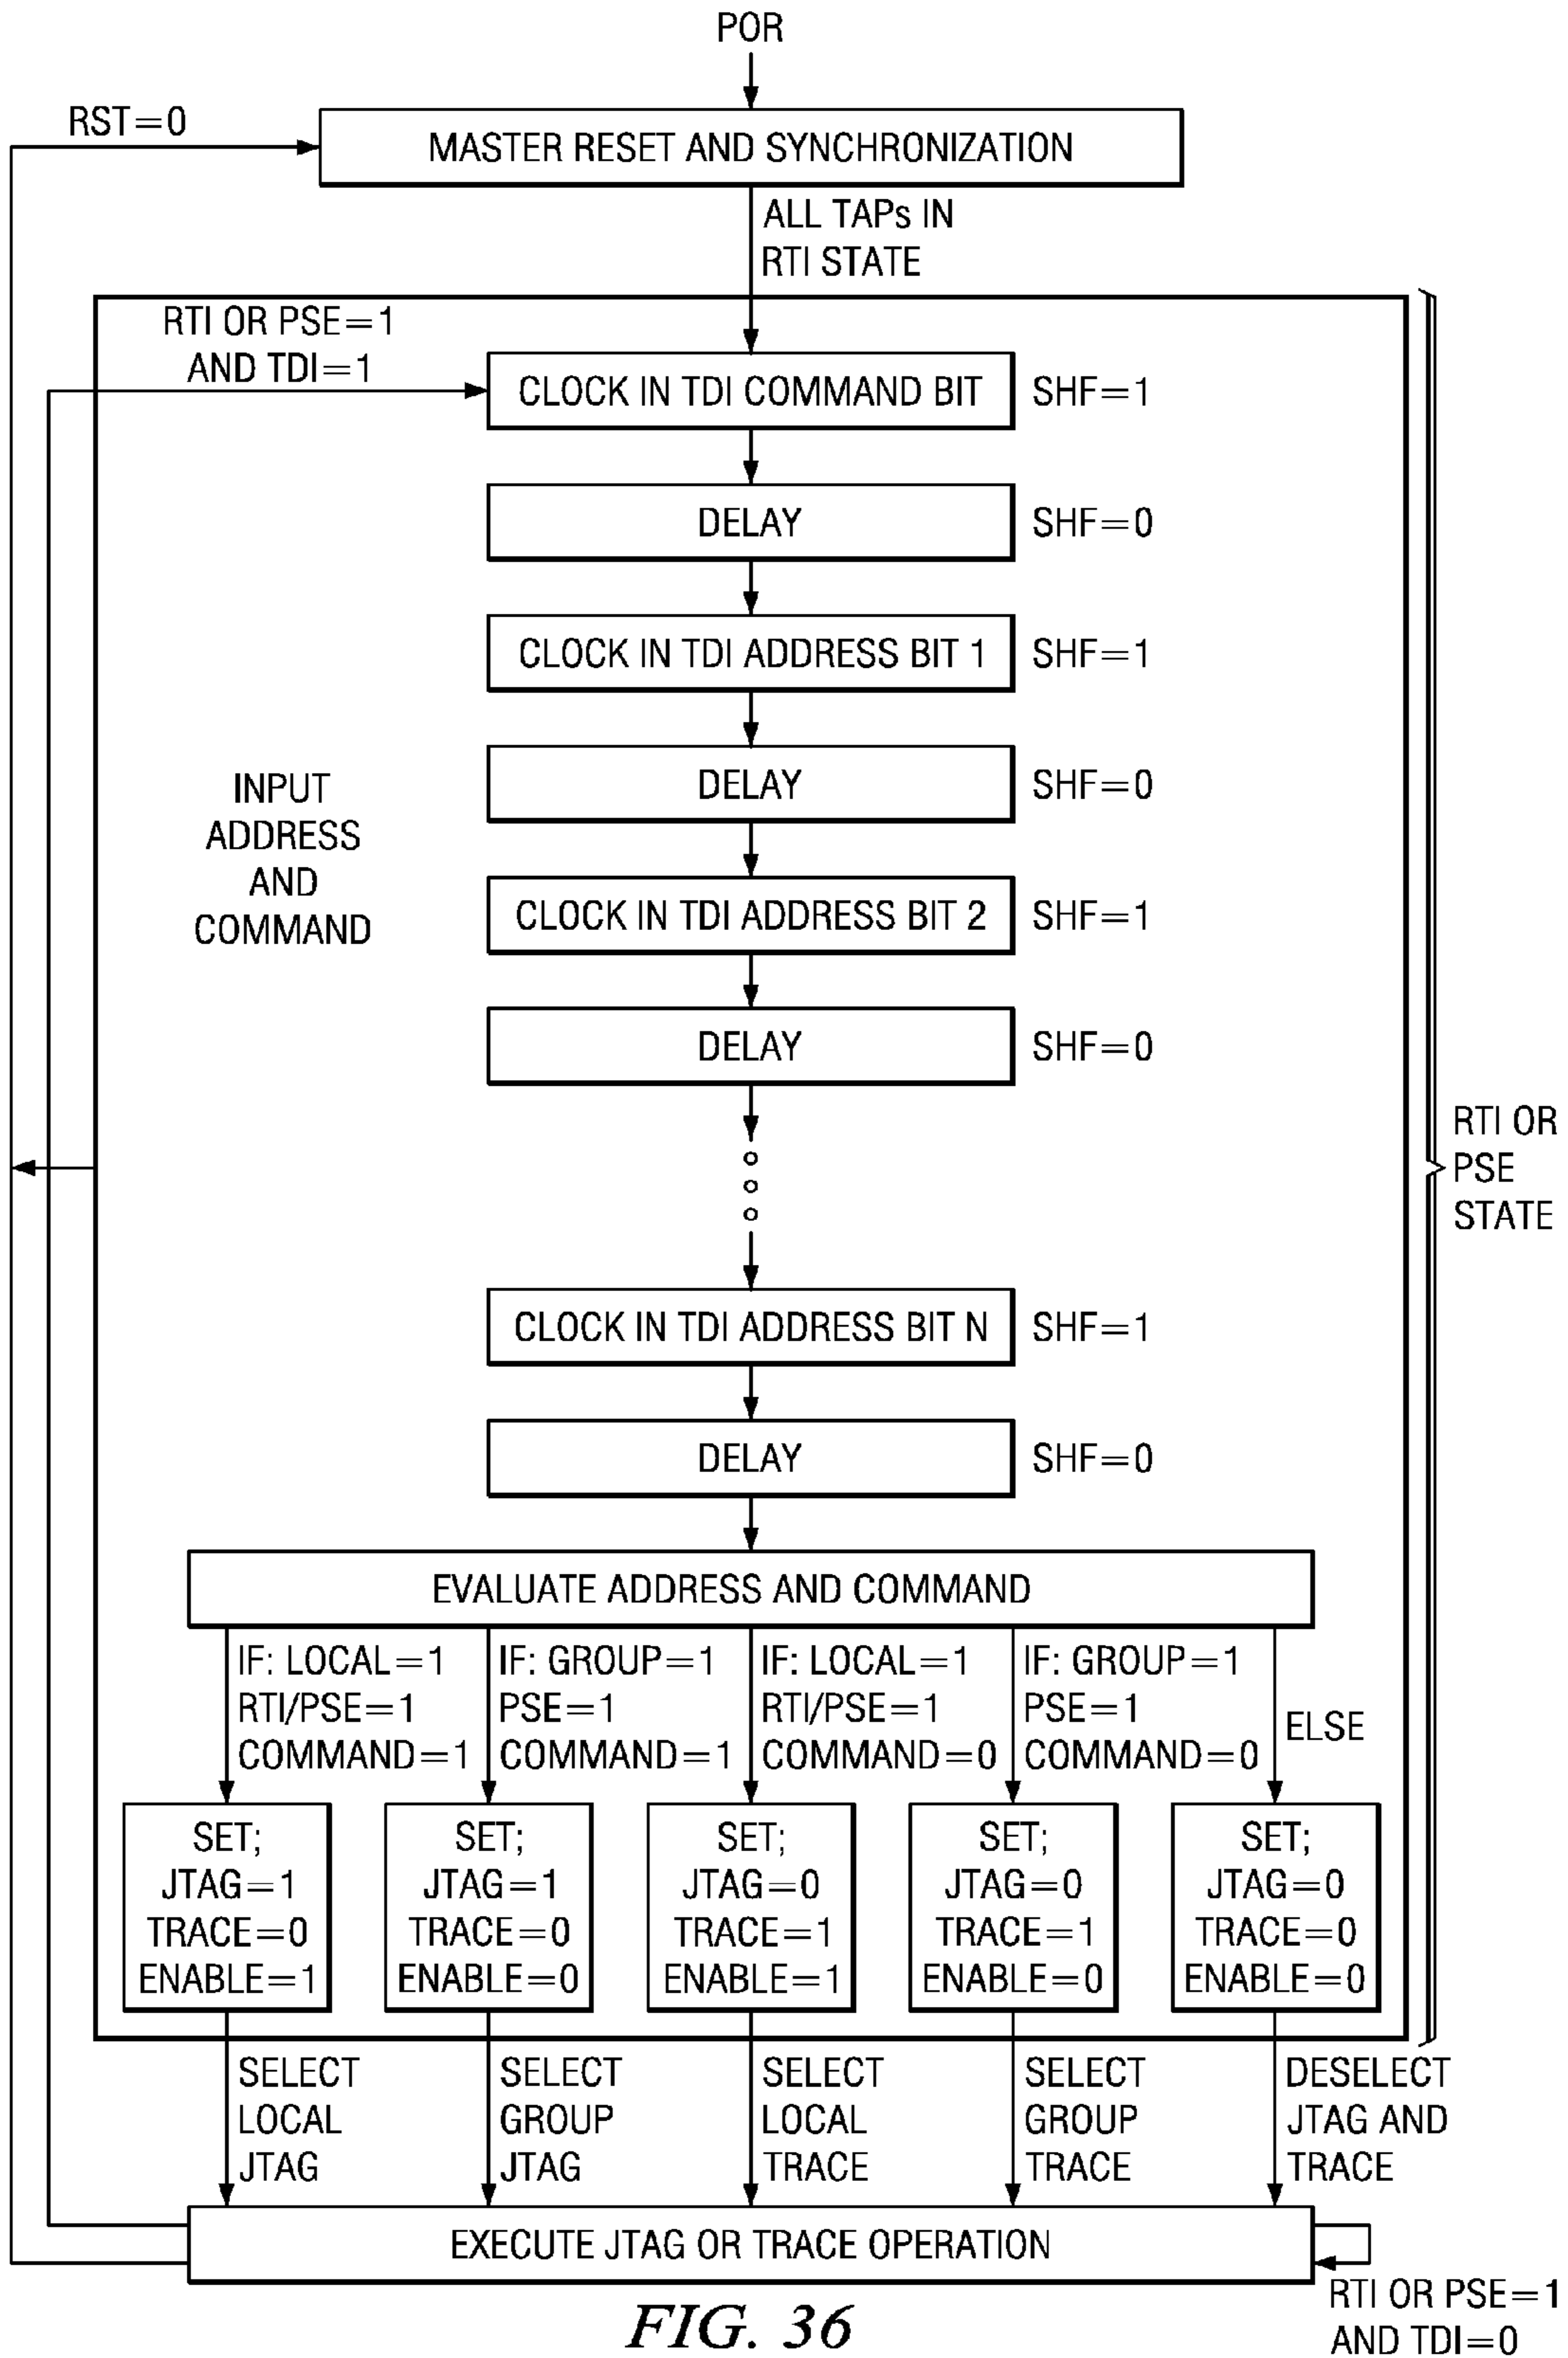 POR
RST=0
MASTER RESET AND SYNCHRONIZATION
ALL TAPs IN
RTI STATE
RTI OR PSE=1
AND TDI=1
CLOCK IN TDI COMMAND BIT
SHF=1
DELAY
SHF=0
CLOCK IN TDI ADDRESS BIT 1
SHF=1
DELAY
SHF=0
INPUT
ADDRESS
AND
COMMAND
CLOCK IN TDI ADDRESS BIT 2
SHF=1
DELAY
SHF=0
RTI OR
PSE
STATE
CLOCK IN TDI ADDRESS BIT N
SHF=1
DELAY
SHF=0
EVALUATE ADDRESS AND COMMAND
IF: LOCAL=1
RTI/PSE=1
COMMAND=1
IF: GROUP=1
PSE=1
COMMAND=1
IF: LOCAL=1
RTI/PSE=1
COMMAND=0
IF: GROUP=1
PSE=1
COMMAND=0
ELSE
SET;
JTAG=1
TRACE=0
ENABLE=1
SET;
JTAG=1
TRACE=0
ENABLE=0
SET;
JTAG=0
TRACE=1
ENABLE=1
SET;
JTAG=0
TRACE=1
ENABLE=0
SET;
JTAG=0
TRACE=0
ENABLE=0
SELECT
LOCAL
JTAG
SELECT
GROUP
JTAG
SELECT
LOCAL
TRACE
SELECT
GROUP
TRACE
DESELECT
JTAG AND
TRACE
EXECUTE JTAG OR TRACE OPERATION
RTI OR PSE=1
AND TDI=0
FIG. 36